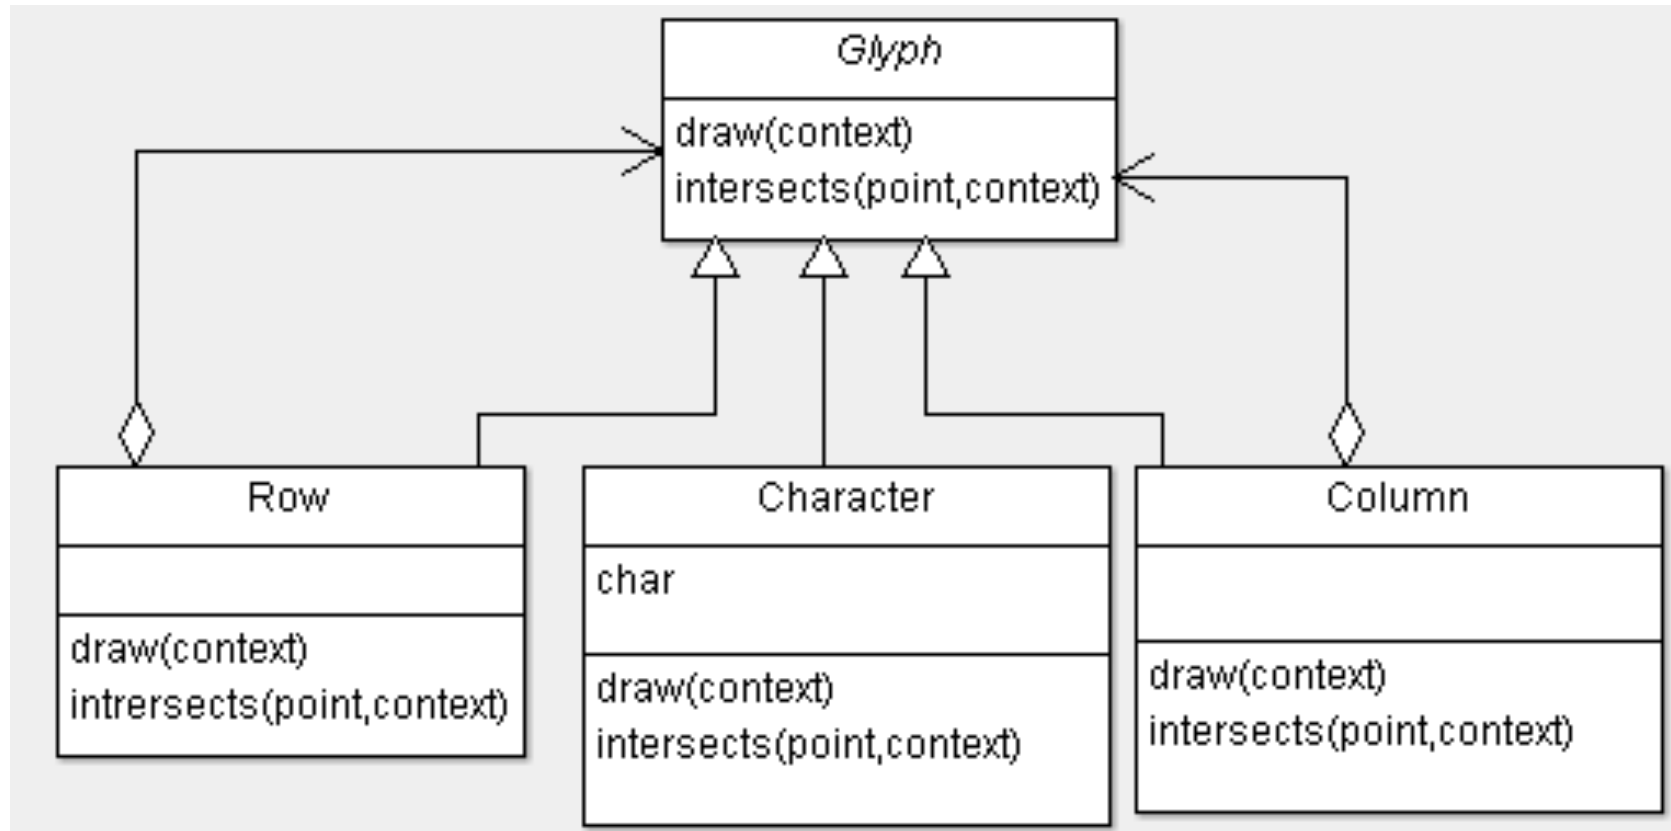 Glyph
draw(context)
intersects(point,context)
Row
draw(context)
intrersects(point,context)
Character
char
draw(context)
intersects(point,context)
Column
draw(context)
intersects(point,context)